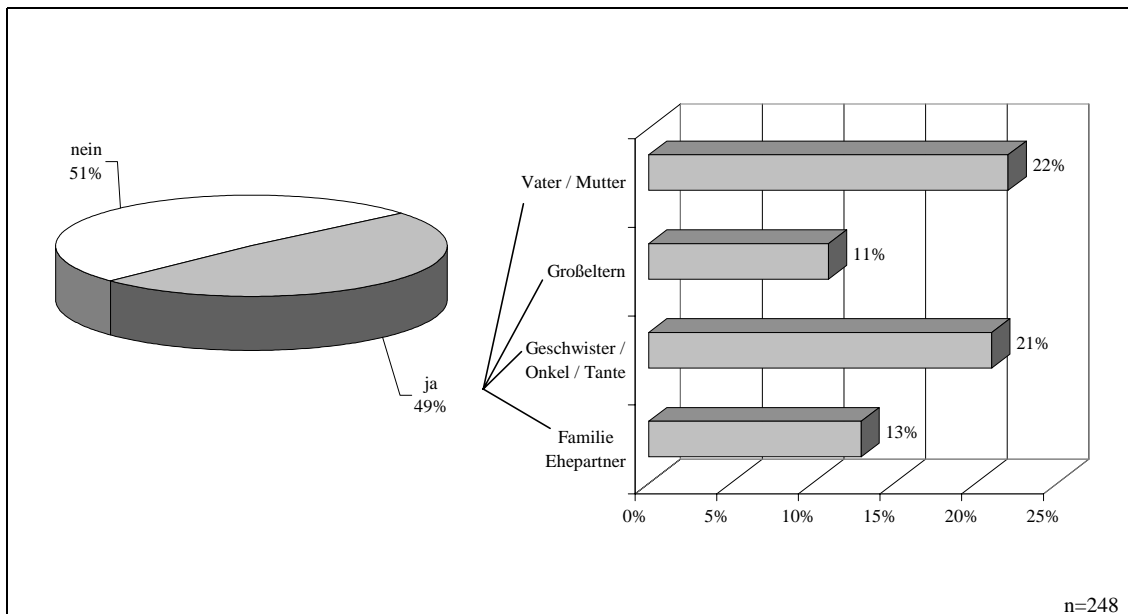 nein
51%
ja
49%
Vater / Mutter
22%
Großeltern
11%
Geschwister /
Onkel / Tante
21%
Familie
Ehepartner
13%
0%
5%
10%
15%
20%
25%
n=248